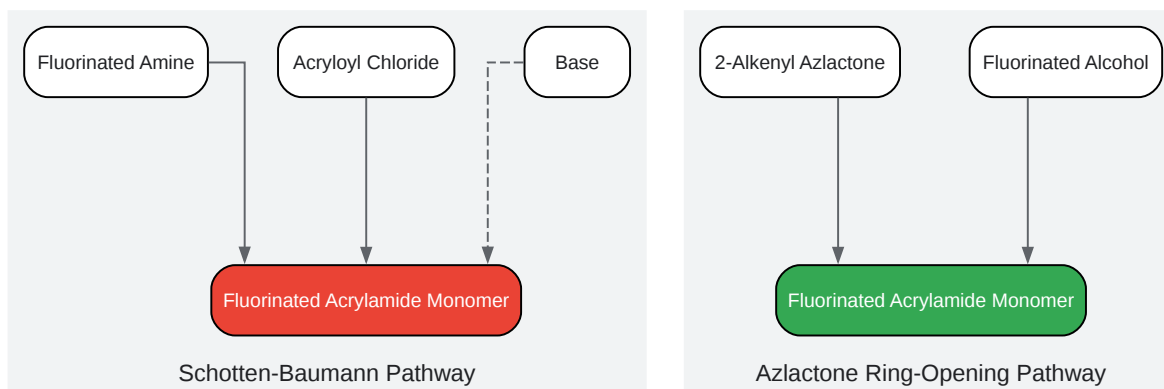 Fluorinated Amine
Acryloyl Chloride
Base
Fluorinated Acrylamide Monomer
Schotten-Baumann Pathway
2-Alkenyl Azlactone
Fluorinated Alcohol
Fluorinated Acrylamide Monomer
Azlactone Ring-Opening Pathway